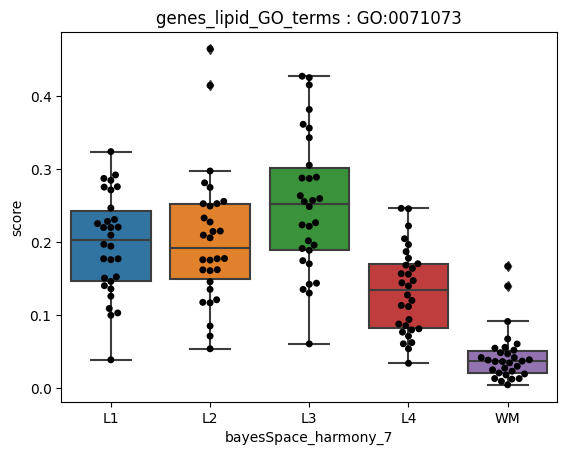 genes_lipid_GO_terms : GO:0071073
score
0.4
0.3
0.2
0.1
0.0
L1 L2 L3 L4 WM
bayesSpace_harmony_7